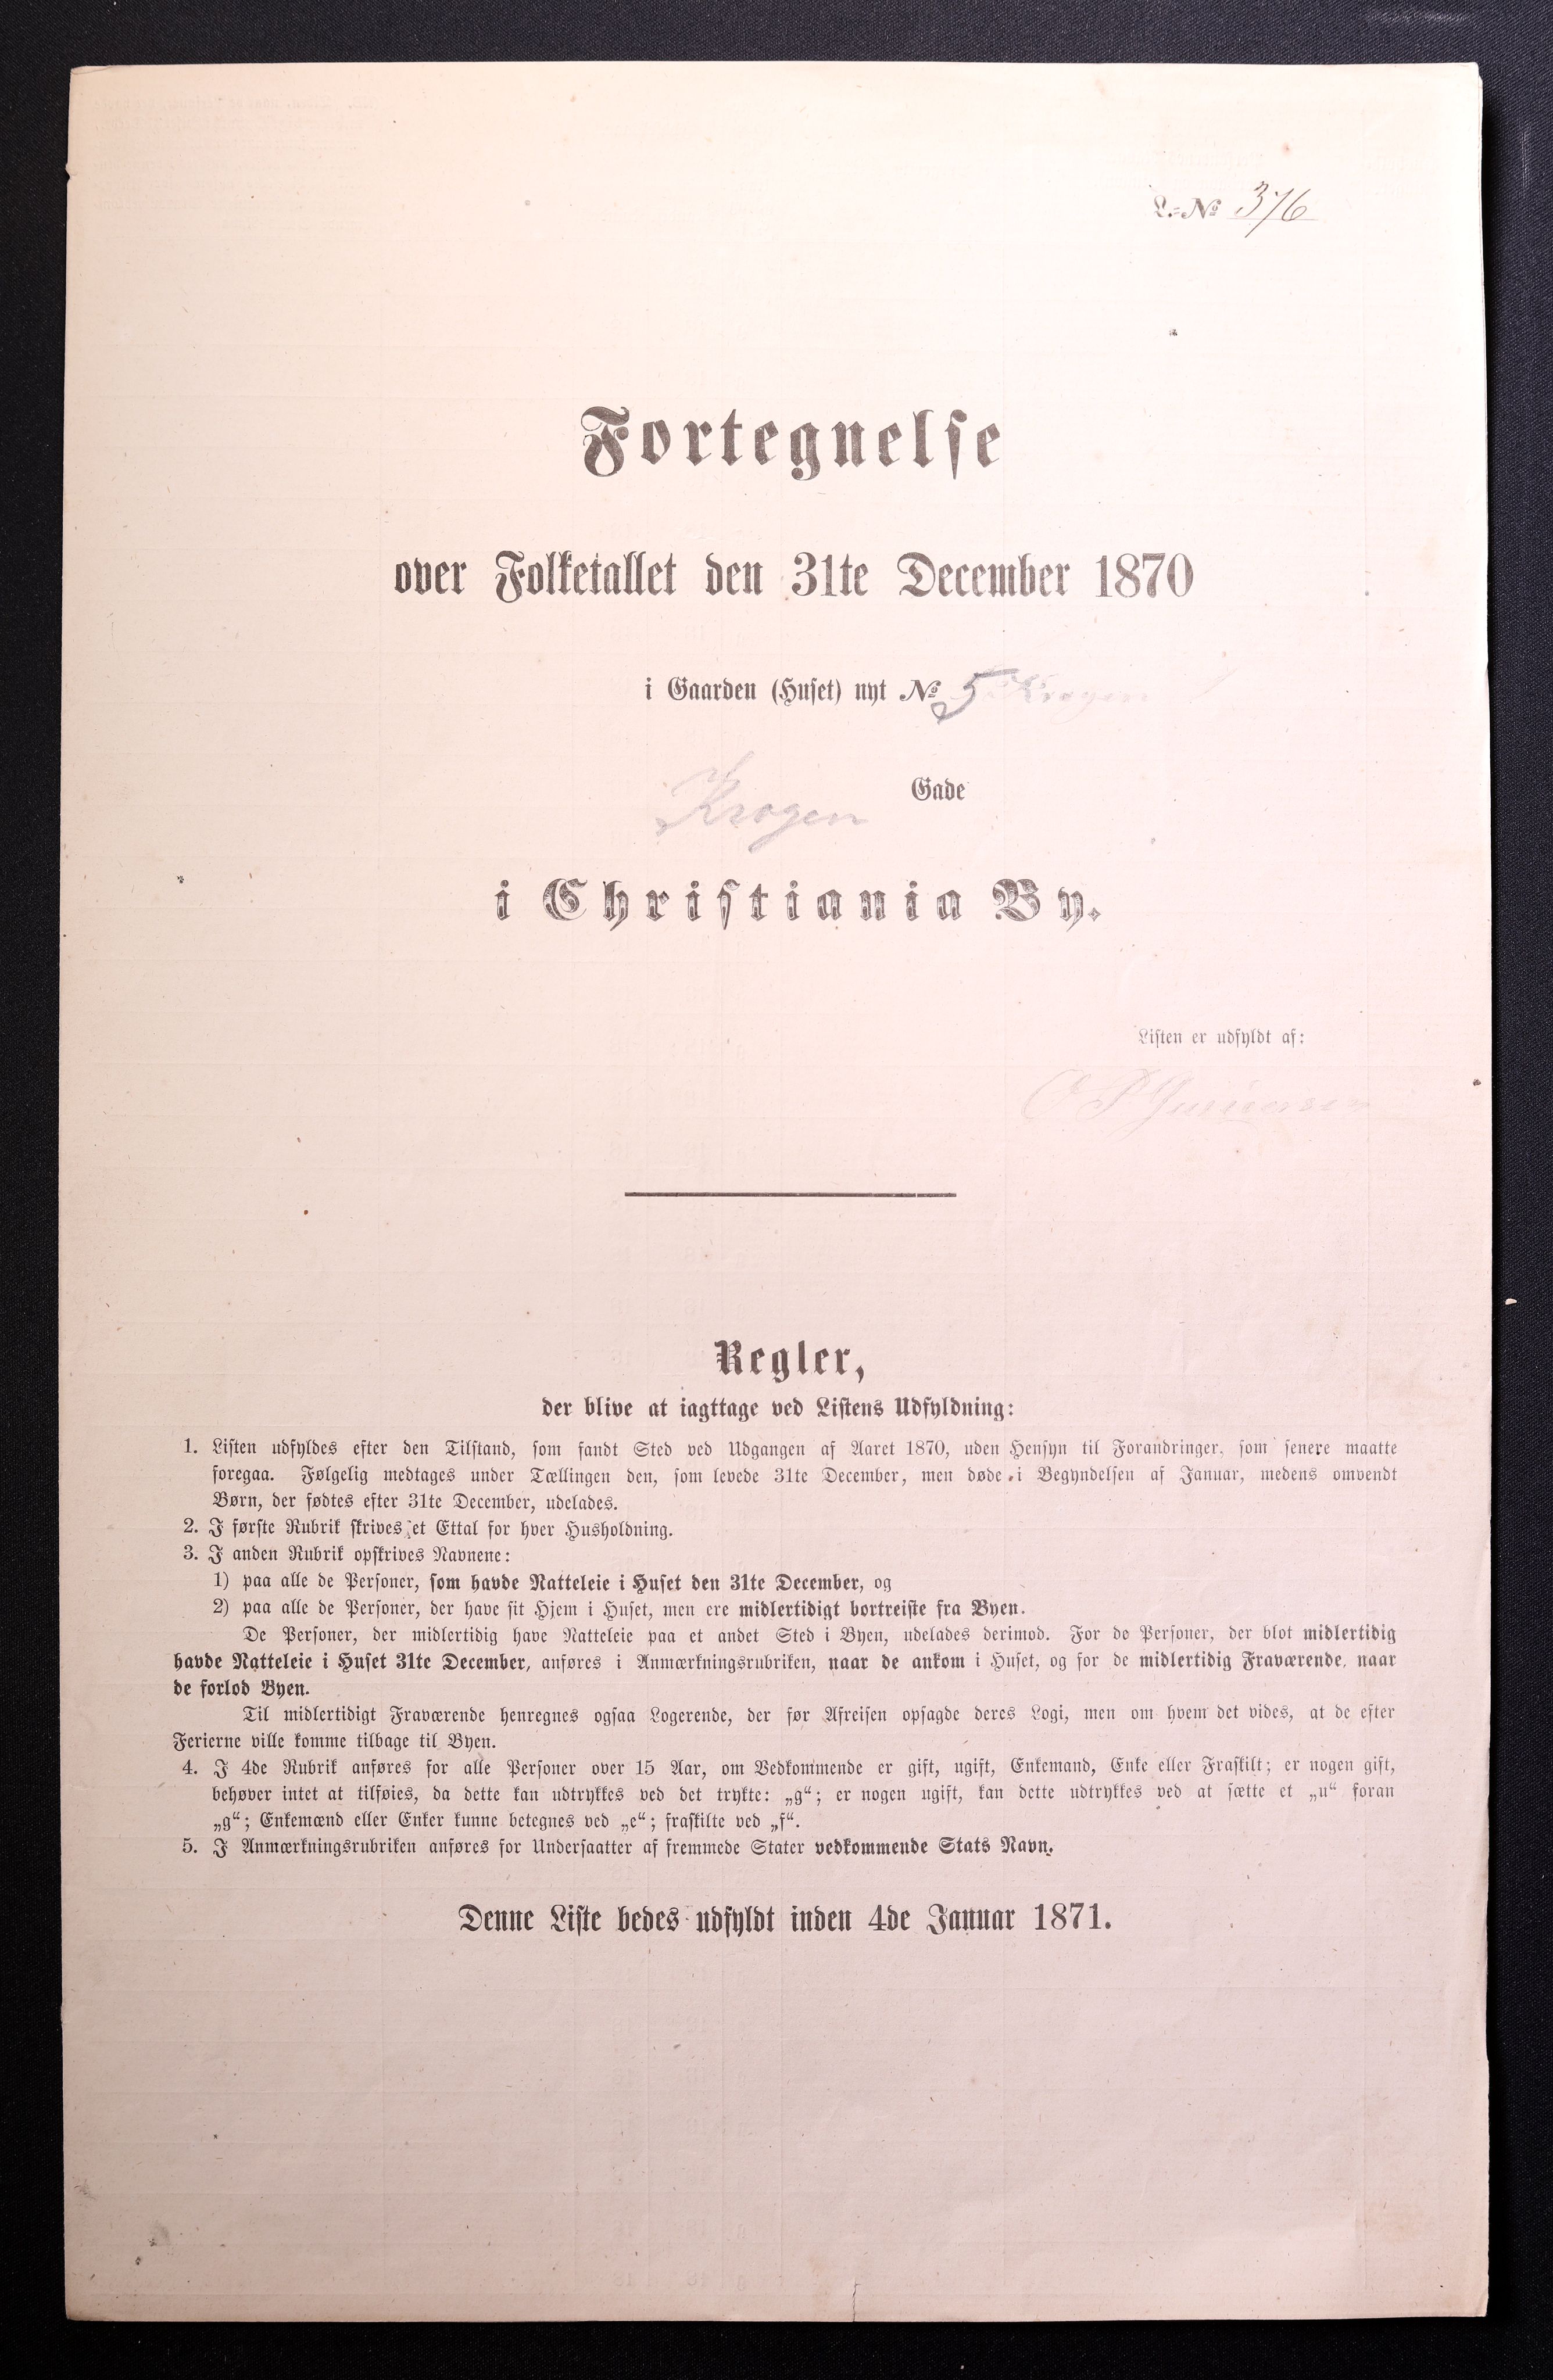 L.-No 376
Fortegnelse
over Folketallet den 31te December 1870
i Gaarden (Huset) nyt No 5 Krogen
Krogen Gade
i Christiania By.
Listen er udfyldt af:
Regler,
der blive at iagttage ved Listens Udfyldning:
1. Listen udfyldes efter den Tilstand, som fandt Sted ved Udgangen af Aaret 1870, uden Hensyn til Forandringer, som senere maatte
foregaa. Følgelig medtages under Tællingen den, som levede 31te December, men døde i Begyndelsen af Januar, medens omvendt
Børn, der fødtes efter 31te December, udelades.
2. I første Rubrik skrives et Ettal for hver Husholdning.
3. I anden Rubrik opskrives Navnene:
1) paa alle de Personer, som havde Natteleie i Huset den 31te December, og
2) paa alle de Personer, der have sit Hjem i Huset, men ere midlertidigt bortreiste fra Byen.
De Personer, der midlertidig have Natteleie paa et andet Sted i Byen, udelades derimod. For de Personer, der blot midlertidig
havde Natteleie i Huset 31te December, anføres i Anmærkningsrubriken, naar de ankom i Huset, og for de midlertidig Fraværende, naar
de forlod Byen.
Til midlertidigt Fraværende henregnes ogsaa Logerende, der før Afreisen opsagde deres Logi, men om hvem det vides, at de efter
Ferierne ville komme tilbage til Byen.
4. I 4de Rubrik anføres for alle Personer over 15 Aar, om Vedkommende er gift, ugift, Enkemand, Enke eller Fraskilt; er nogen gift,
behøver intet at tilføies, da dette kan udtrykkes ved det trykte: „g“; er nogen ugift, kan dette udtrykkes ved at sætte et „u“ foran
„g“; Enkemænd eller Enker kunne betegnes ved „e“; fraskilte ved „f“.
5. I Anmærkningsrubriken anføres for Undersaatter af fremmede Stater vedkommende Stats Navn.
Denne Liste bedes udfyldt inden 4de Januar 1871.